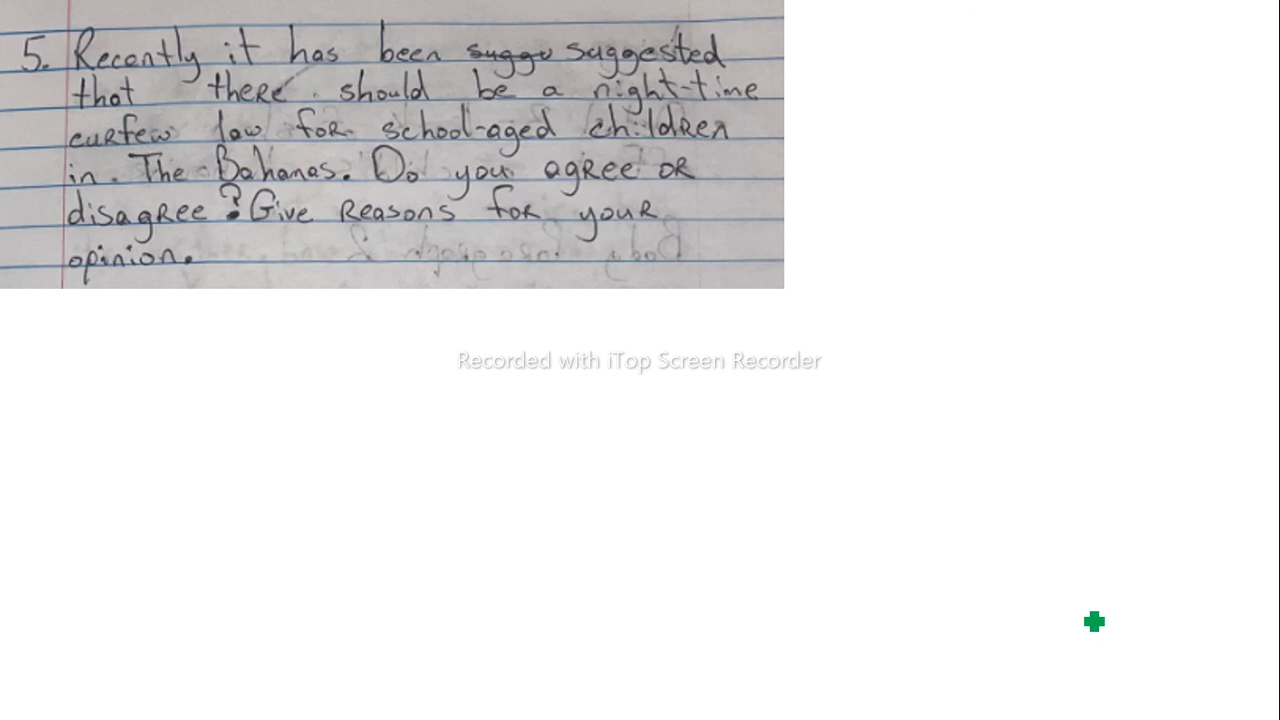 5. Recently it has been suggu suggested
that there should be a night-time
curfew law for school-aged children
in The Bahamas. Do you agree or
disagree? Give reasons for your
opinion.
Recorded with iTop Screen Recorder